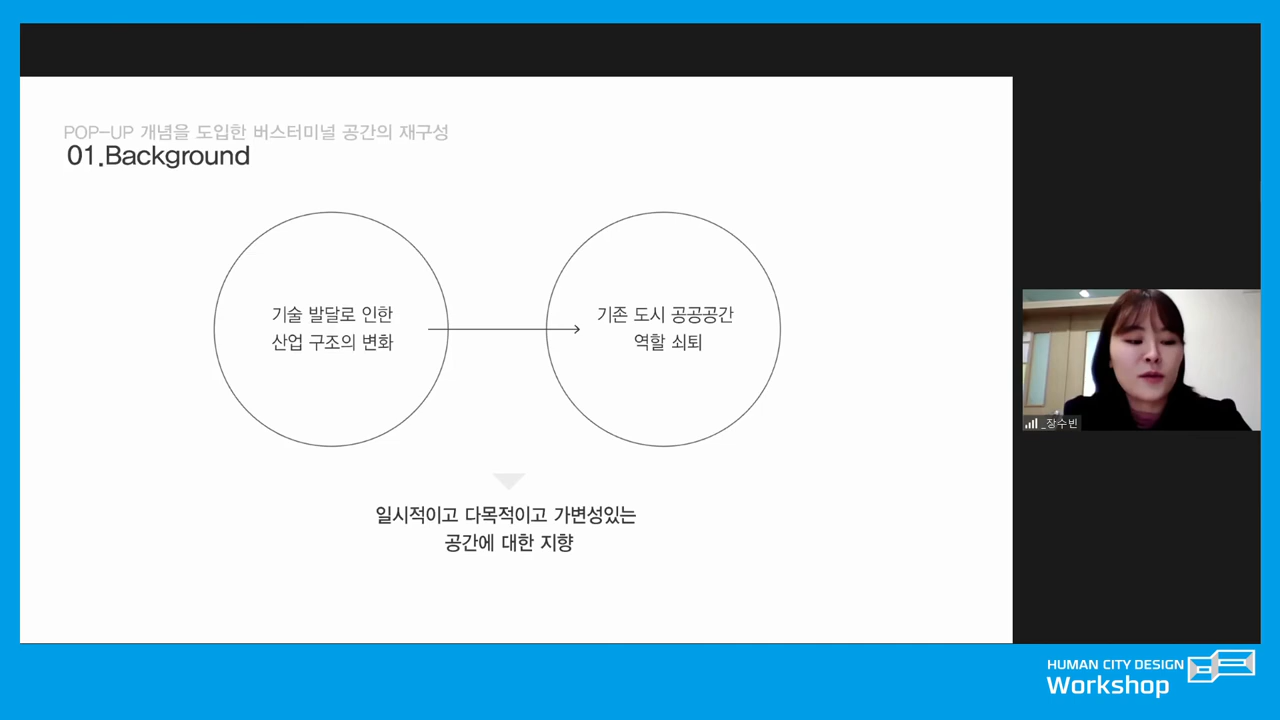 POP-UP 개념을 도입한 버스터미널 공간의 재구성
01.Background
기술 발달로 인한
산업 구조의 변화
기존 도시 공공공간
역할 쇠퇴
일시적이고 다목적이고 가변성있는
공간에 대한 지향
_장수빈
HUMAN CITY DESIGN
Workshop